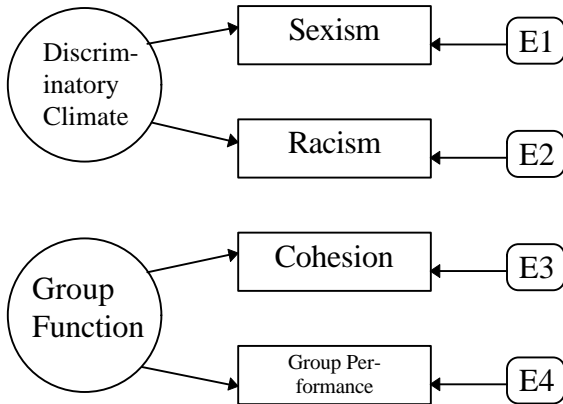 Discrim-
inatory
Climate
Sexism
E1
Racism
E2
Group
Function
Cohesion
E3
Group Per-
formance
E4